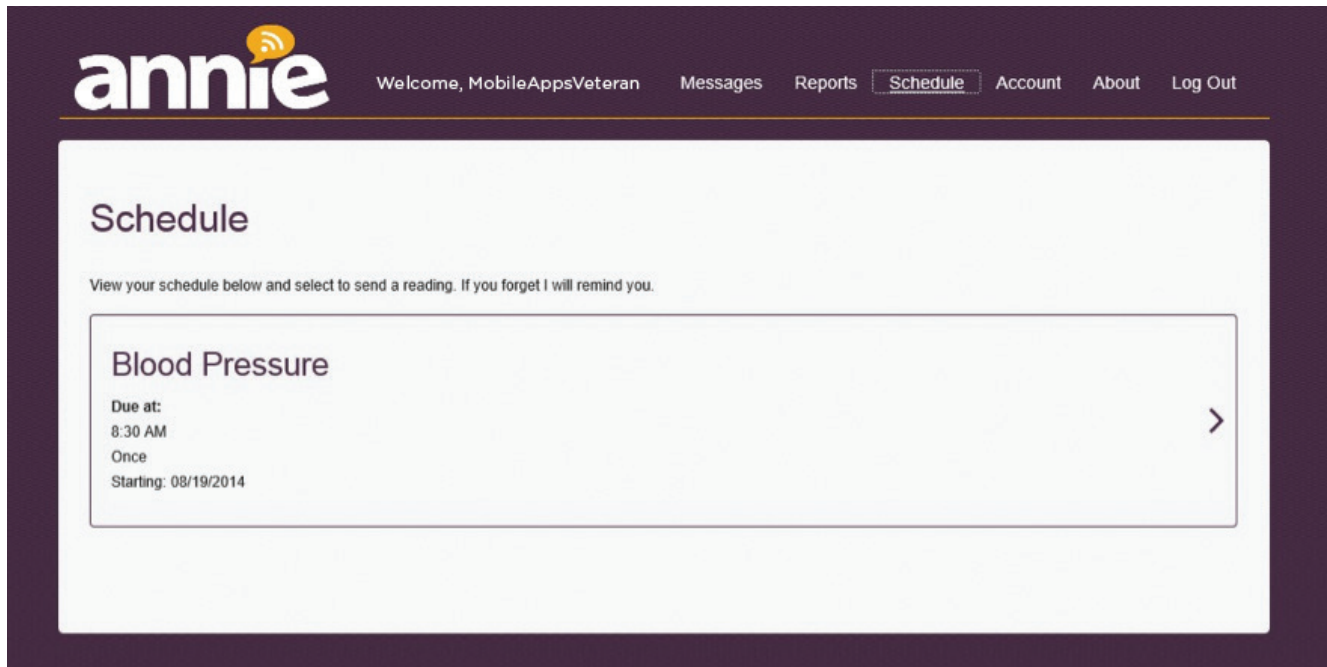 annie
Welcome, MobileAppsVeteran Messages Reports Schedule Account About Log Out
Schedule
View your schedule below and select to send a reading. If you forget I will remind you.
Blood Pressure
Due at:
8:30 AM
Once
Starting: 08/19/2014